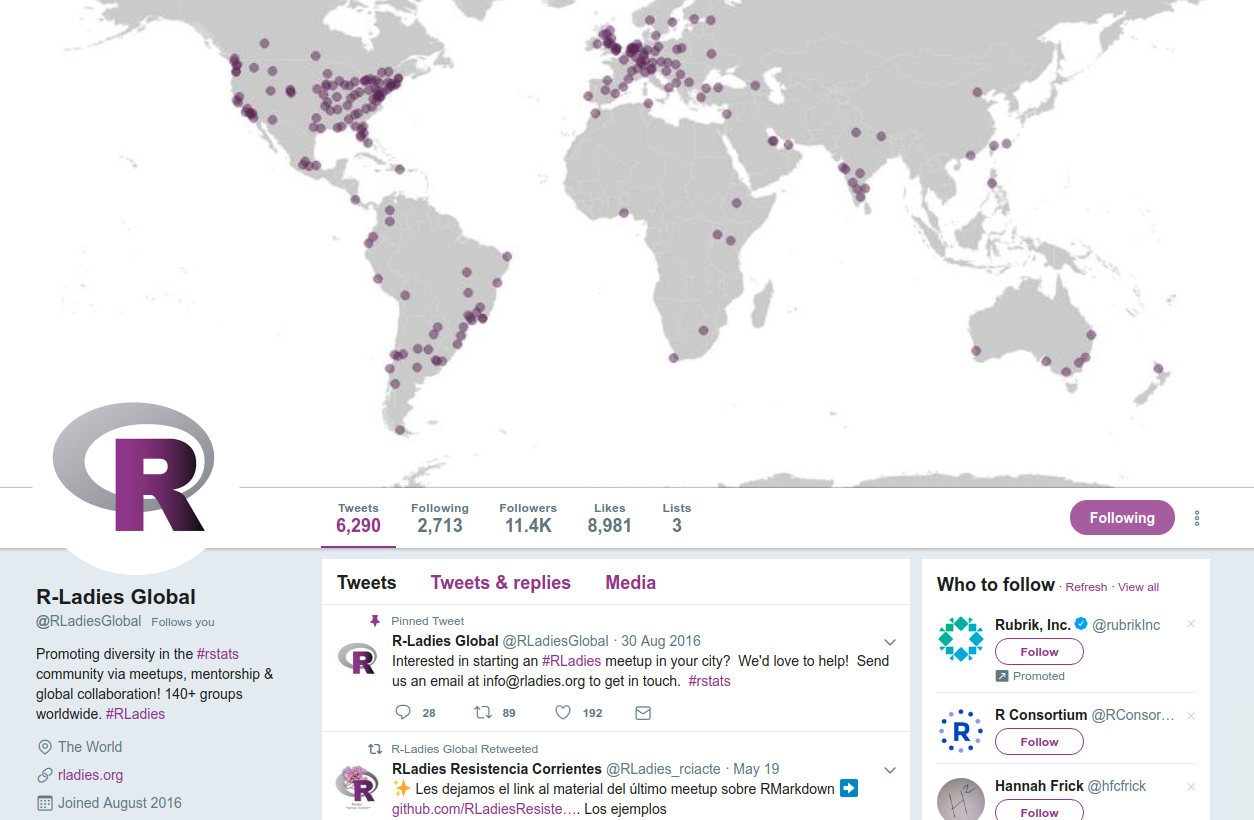 Tweets Following Followers Likes Lists
6,290 2,713 11.4K 8,981 3
Following
R-Ladies Global
@RLadiesGlobal Follows you
Promoting diversity in the #rstats
community via meetups, mentorship &
global collaboration! 140+ groups
worldwide. #RLadies
The World
rladies.org
Joined August 2016
Tweets Tweets & replies Media
Pinned Tweet
R-Ladies Global @RLadiesGlobal · 30 Aug 2016
Interested in starting an #RLadies meetup in your city? We'd love to help! Send
us an email at info@rladies.org to get in touch. #rstats
28 89 192
R-Ladies Global Retweeted
RLadies Resistencia Corrientes @RLadies_rciacte · May 19
✨ Les dejamos el link al material del último meetup sobre RMarkdown ➡
github.com/RLadiesResiste…. Los ejemplos
Who to follow · Refresh · View all
Rubrik, Inc. @rubrikInc
Follow
Promoted
R
R Consortium @RConsor…
Follow
Hannah Frick @hfcfrick
Follow